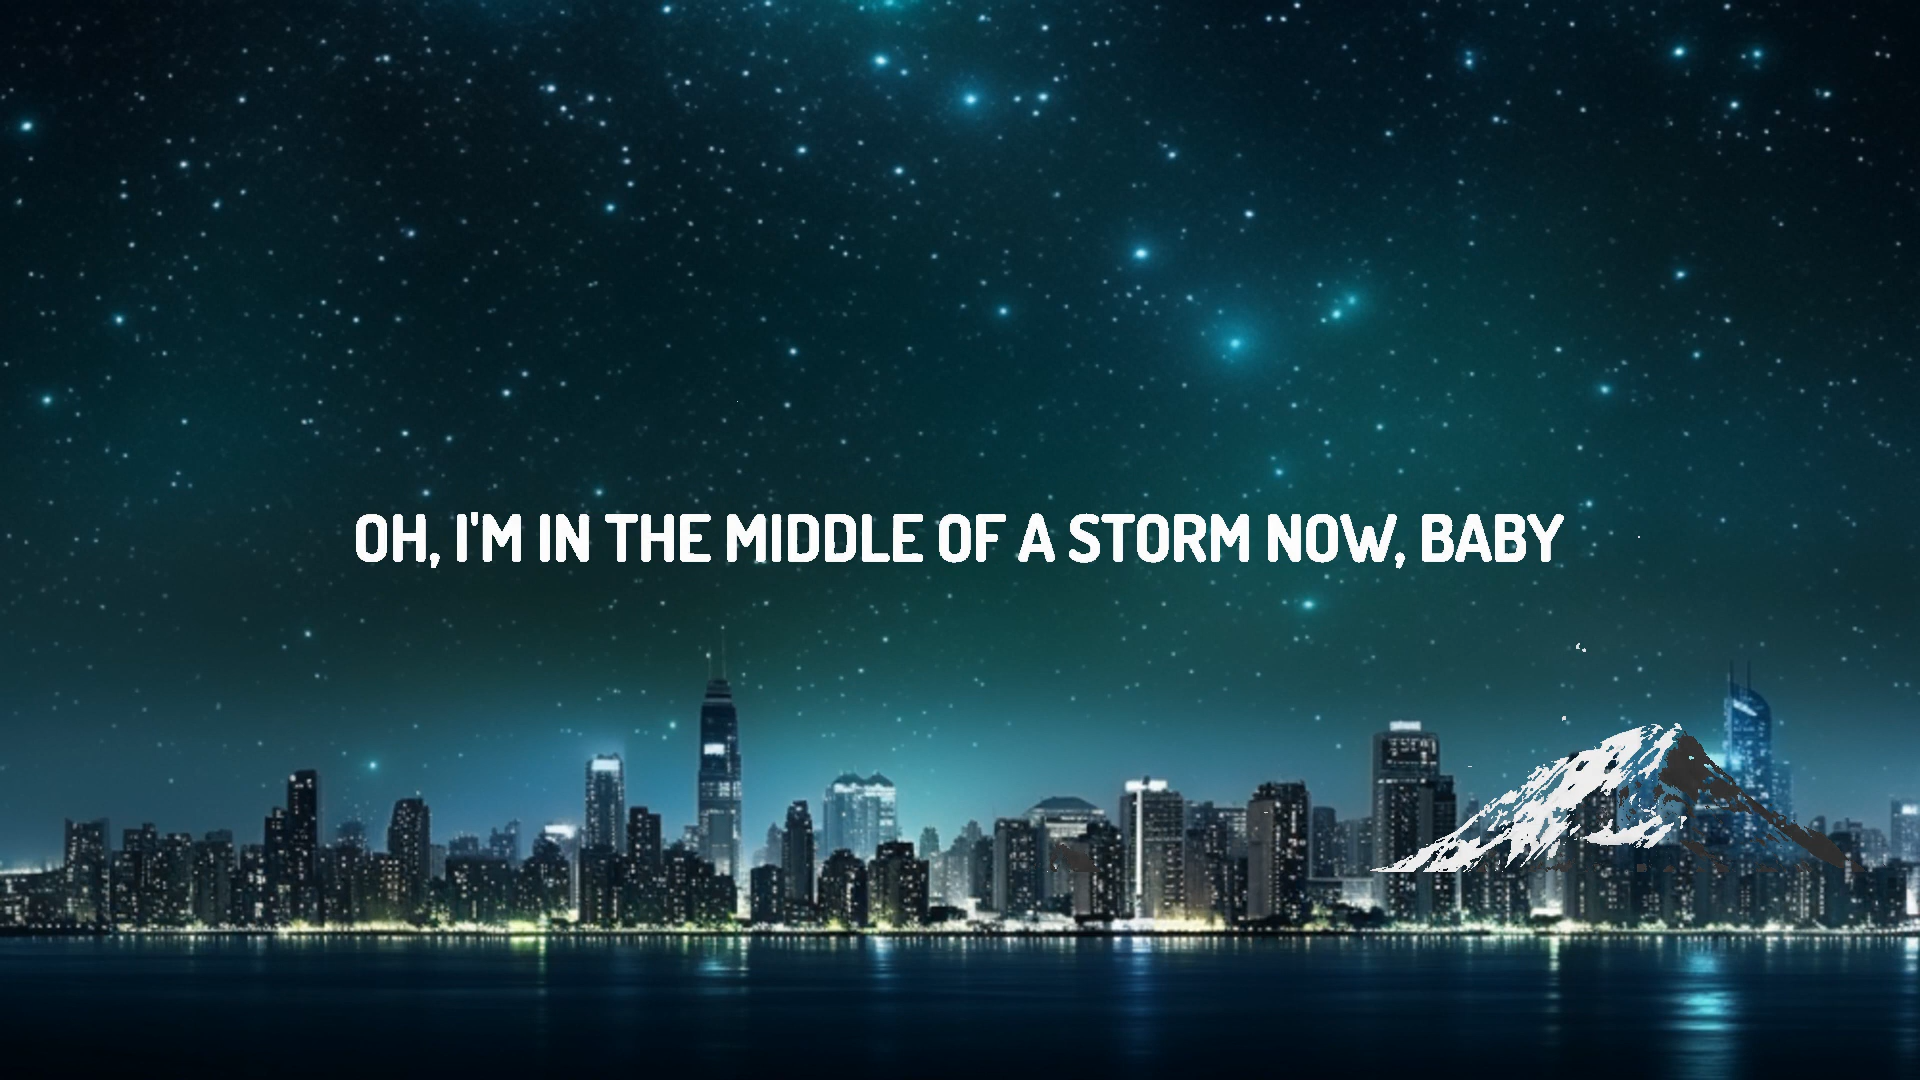 OH, I'M IN THE MIDDLE OF A STORM NOW, BABY